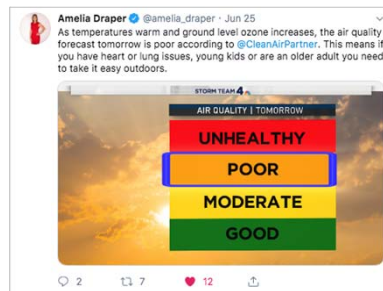 Amelia Draper @amelia_draper · Jun 25
As temperatures warm and ground level ozone increases, the air quality
forecast tomorrow is poor according to @CleanAirPartner. This means if
you have heart or lung issues, young kids or are an older adult you need
to take it easy outdoors.
STORM TEAM 4
AIR QUALITY | TOMORROW
UNHEALTHY
POOR
MODERATE
GOOD
2 7 12